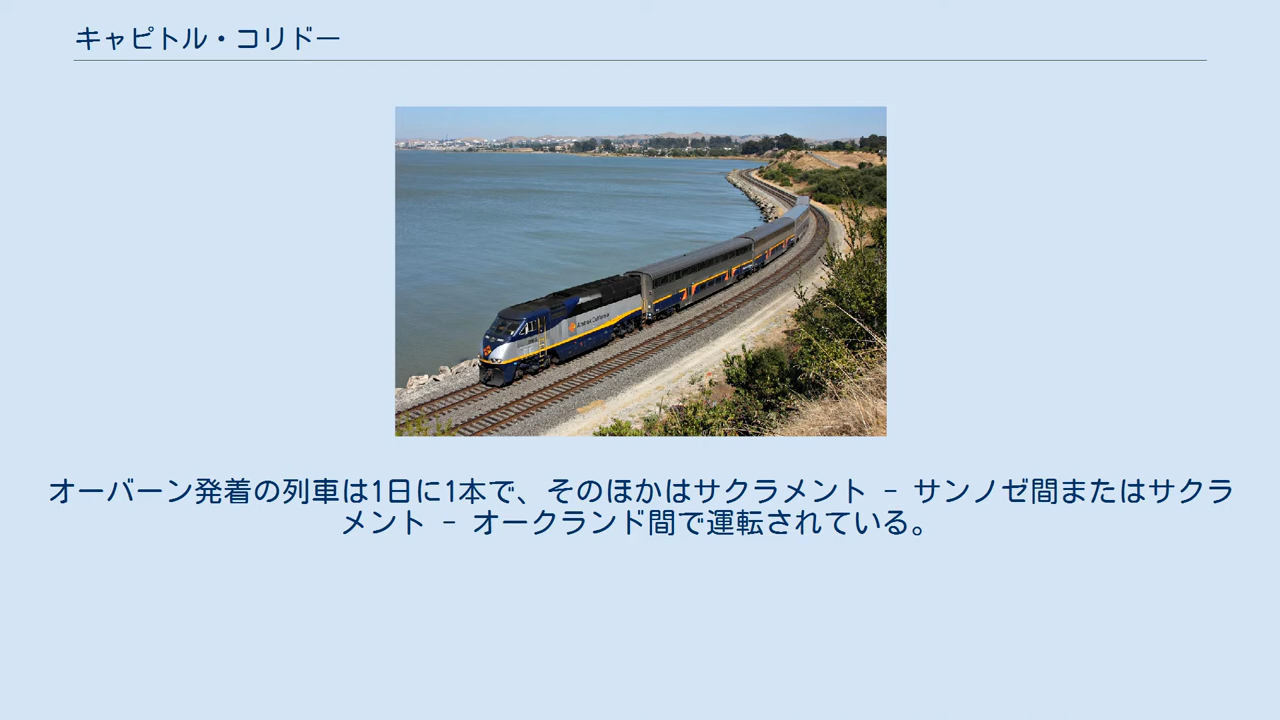 キャピトル・コリドー
オーバーン発着の列車は1日に1本で、そのほかはサクラメント － サンノゼ間またはサクラ
メント － オークランド間で運転されている。